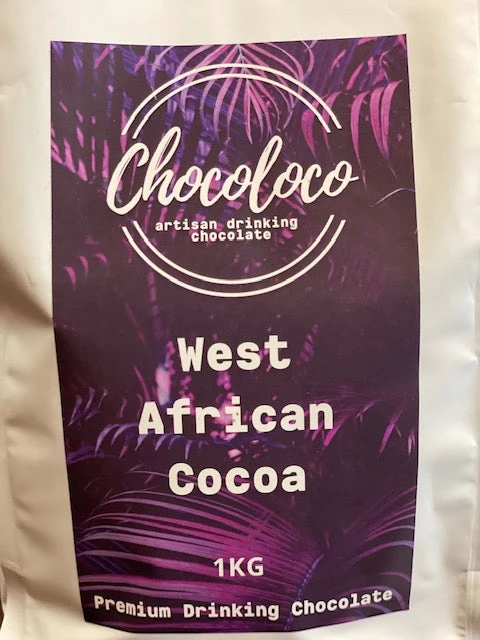 Chocoloco
artisan drinking
chocolate
West
African
Cocoa
1KG
Premium Drinking Chocolate